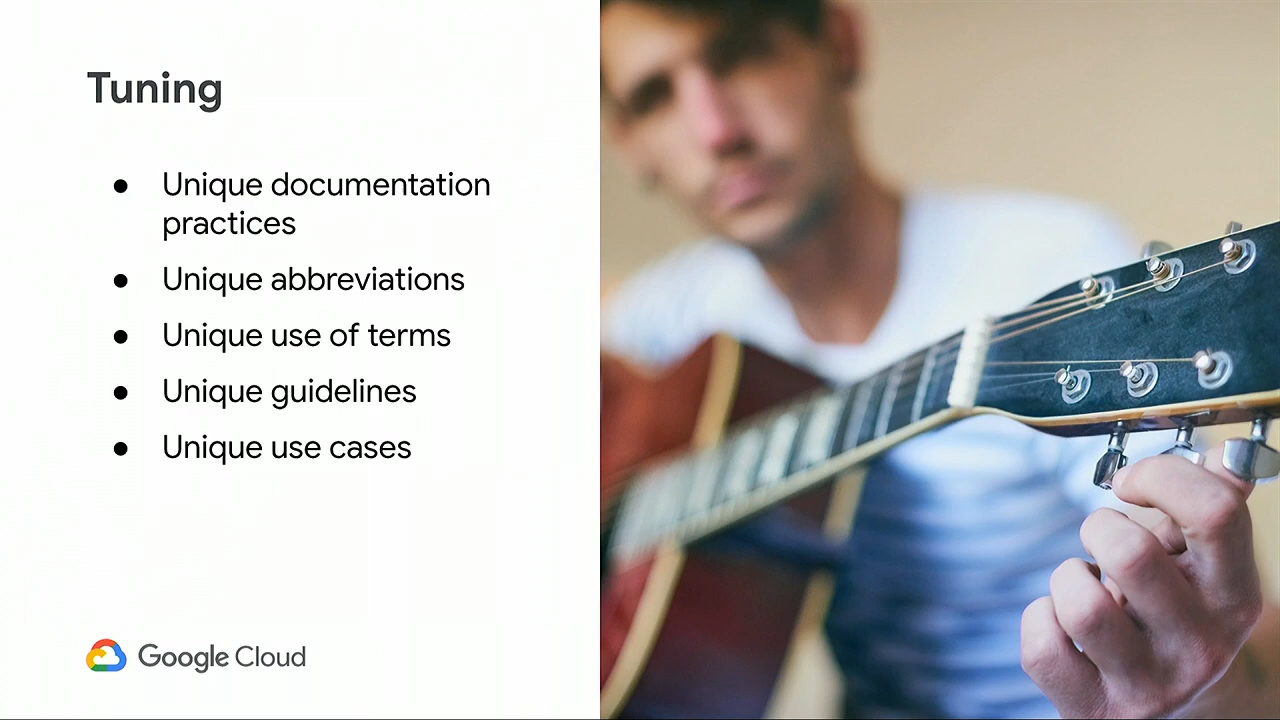 Tuning
● Unique documentation
practices
● Unique abbreviations
● Unique use of terms
● Unique guidelines
● Unique use cases
Google Cloud